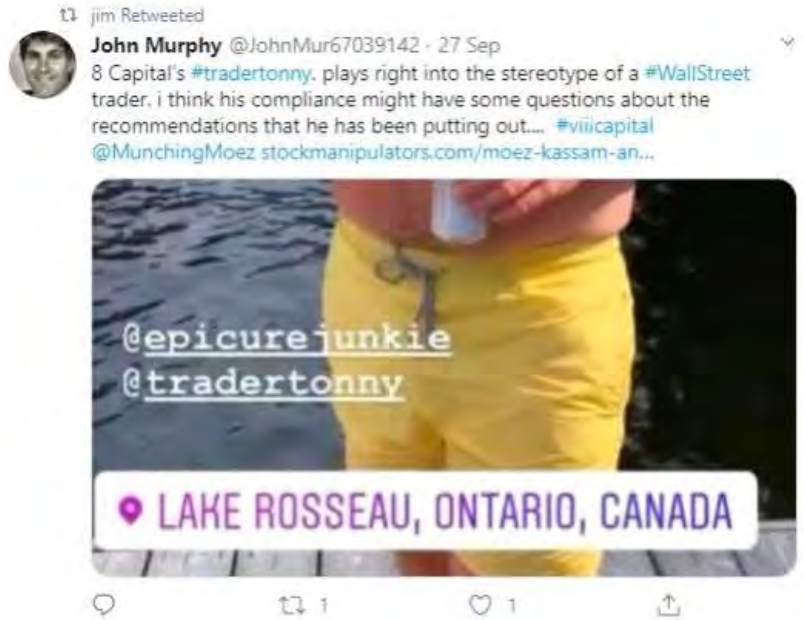 jim Retweeted
John Murphy @JohnMur67039142 · 27 Sep
8 Capital's #tradertonny. plays right into the stereotype of a #WallStreet
trader. i think his compliance might have some questions about the
recommendations that he has been putting out.... #viiicapital
@MunchingMoez stockmanipulators.com/moez-kassam-an...
@epicurejunkie
@tradertonny
LAKE ROSSEAU, ONTARIO, CANADA
1 1